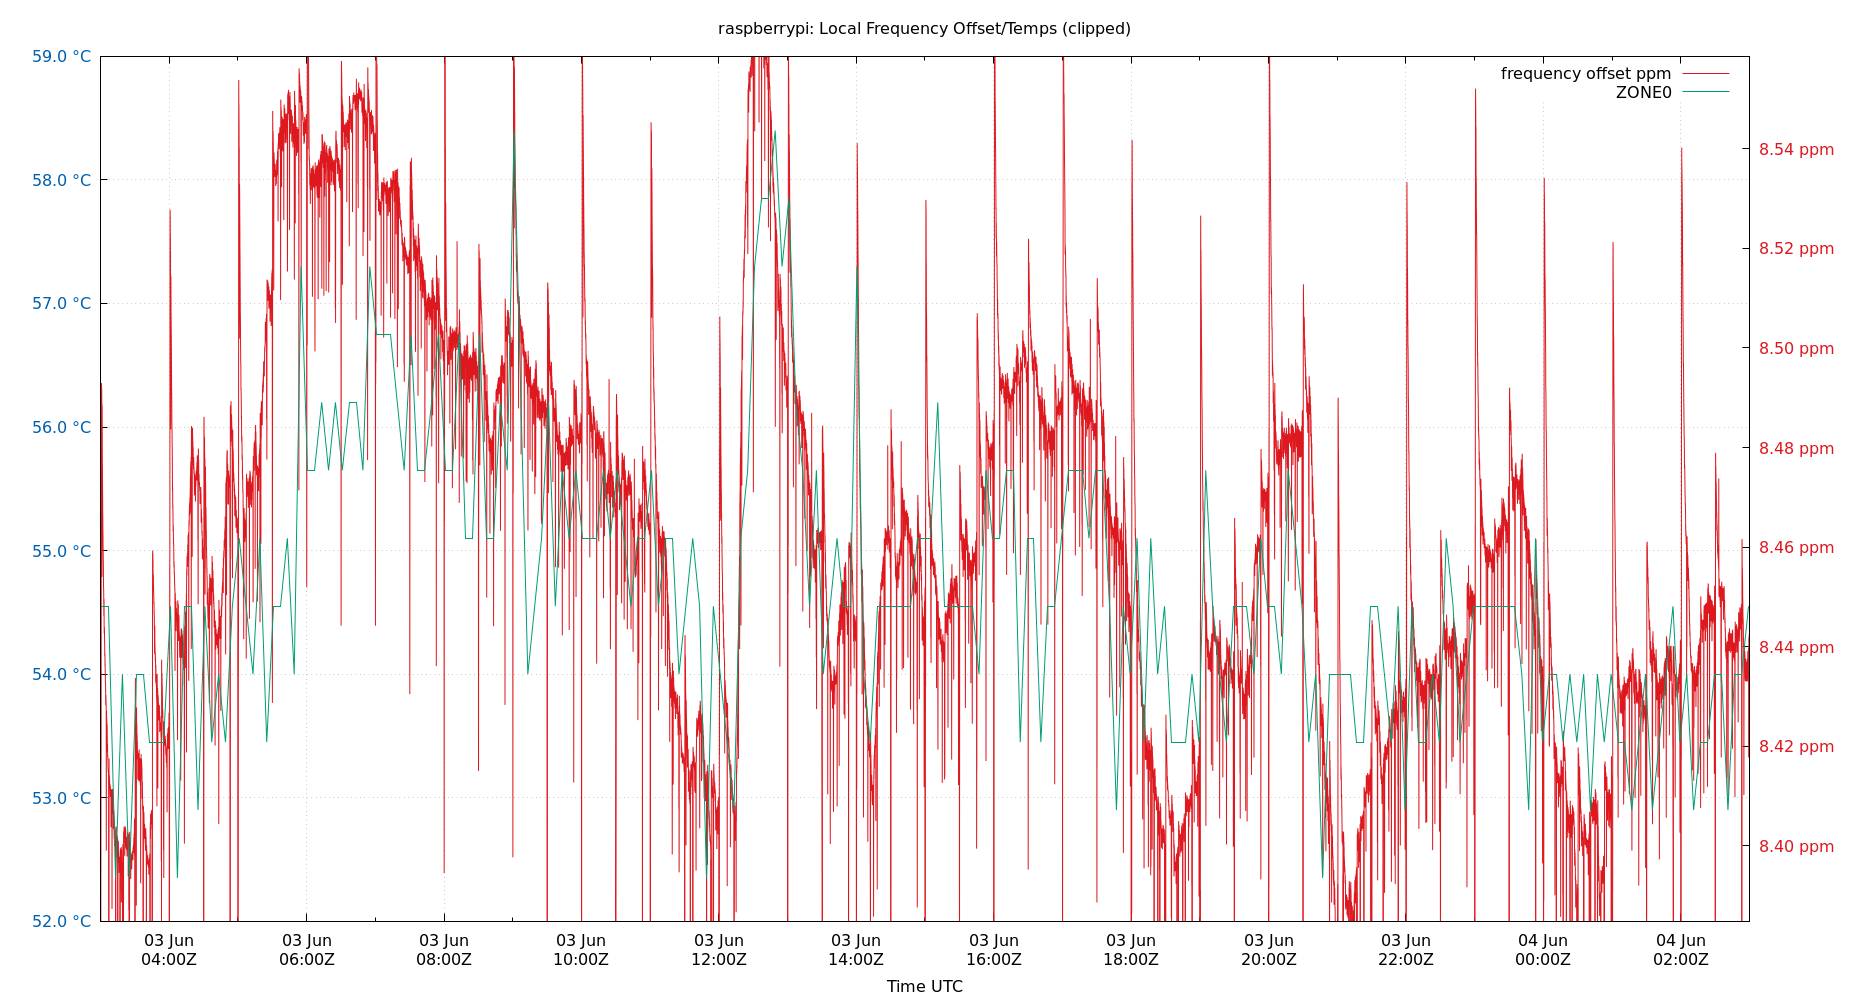 raspberrypi: Local Frequency Offset/Temps (clipped)
frequency offset ppm
ZONE0
59.0 °C
58.0 °C
57.0 °C
56.0 °C
55.0 °C
54.0 °C
53.0 °C
52.0 °C
8.54 ppm
8.52 ppm
8.50 ppm
8.48 ppm
8.46 ppm
8.44 ppm
8.42 ppm
8.40 ppm
03 Jun 03 Jun 03 Jun 03 Jun 03 Jun 03 Jun 03 Jun 03 Jun 03 Jun 03 Jun 04 Jun 04 Jun
04:00Z 06:00Z 08:00Z 10:00Z 12:00Z 14:00Z 16:00Z 18:00Z 20:00Z 22:00Z 00:00Z 02:00Z
Time UTC